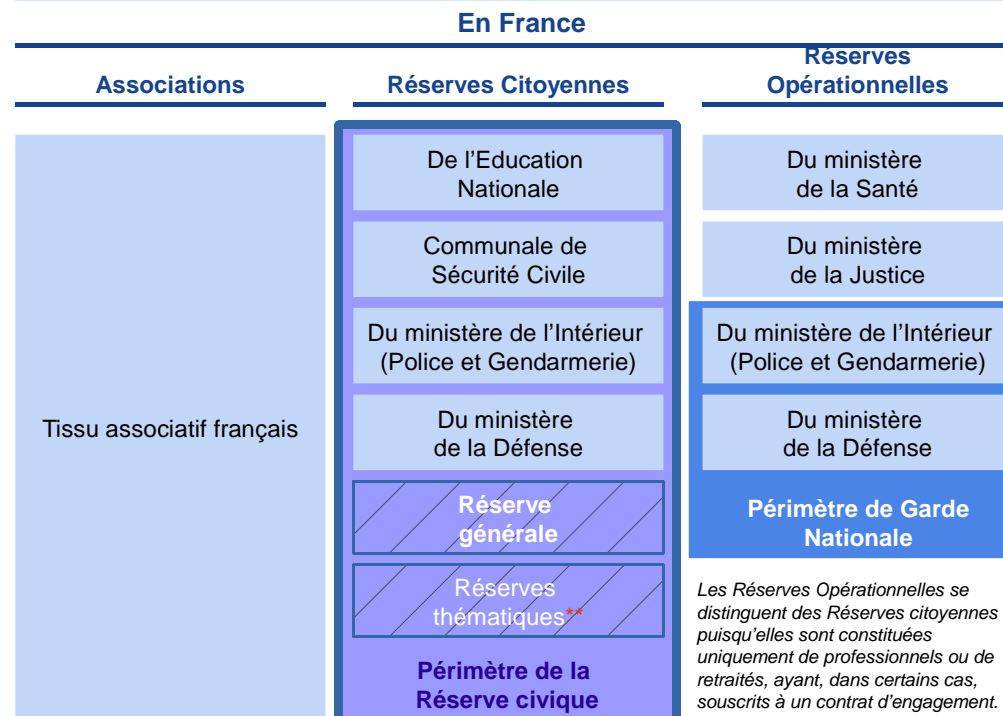 En France
Associations
Réserves Citoyennes
Réserves
Opérationnelles
Tissu associatif français
De l'Education
Nationale
Communale de
Sécurité Civile
Du ministère de l'Intérieur
(Police et Gendarmerie)
Du ministère
de la Défense
Réserve
générale
Réserves
thématiques**
Périmètre de la
Réserve civique
Du ministère
de la Santé
Du ministère
de la Justice
Du ministère de l'Intérieur
(Police et Gendarmerie)
Du ministère
de la Défense
Périmètre de Garde
Nationale
Les Réserves Opérationnelles se
distinguent des Réserves citoyennes
puisqu'elles sont constituées
uniquement de professionnels ou de
retraités, ayant, dans certains cas,
souscrits à un contrat d'engagement.